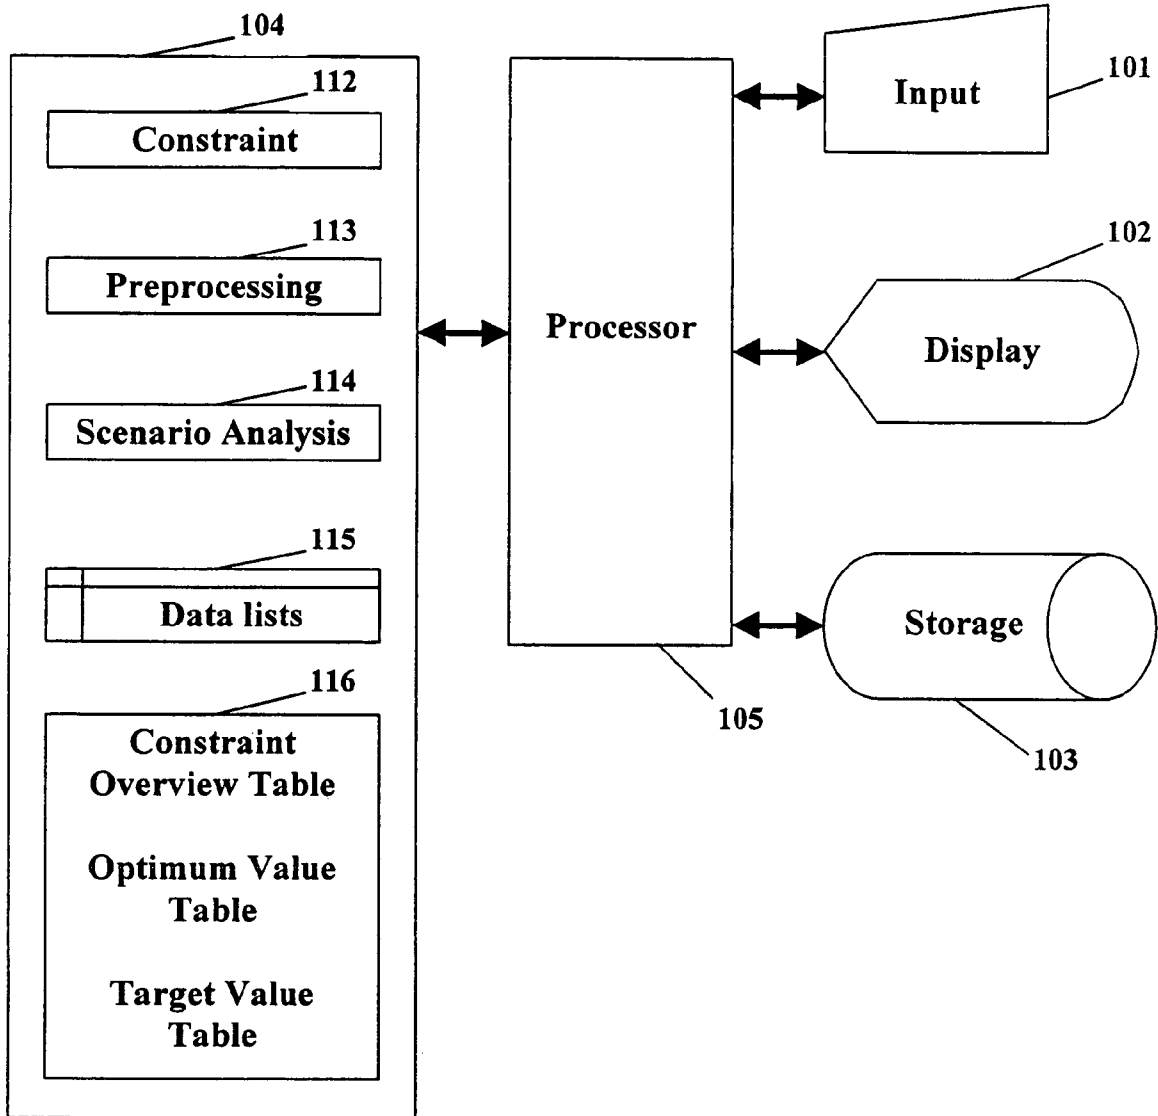 104
112
Constraint
113
Preprocessing
114
Scenario Analysis
115
Data lists
116
Constraint
Overview Table
Optimum Value
Table
Target Value
Table
Processor
105
Input
101
102
Display
Storage
103